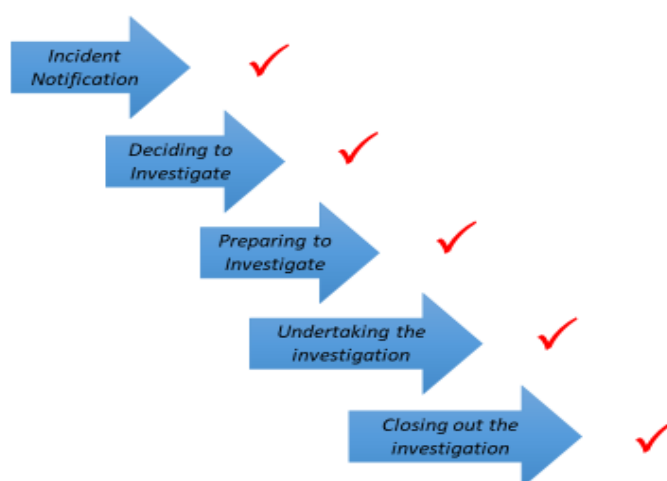 Incident
Notification
Deciding to
Investigate
Preparing to
Investigate
Undertaking the
investigation
Closing out the
investigation